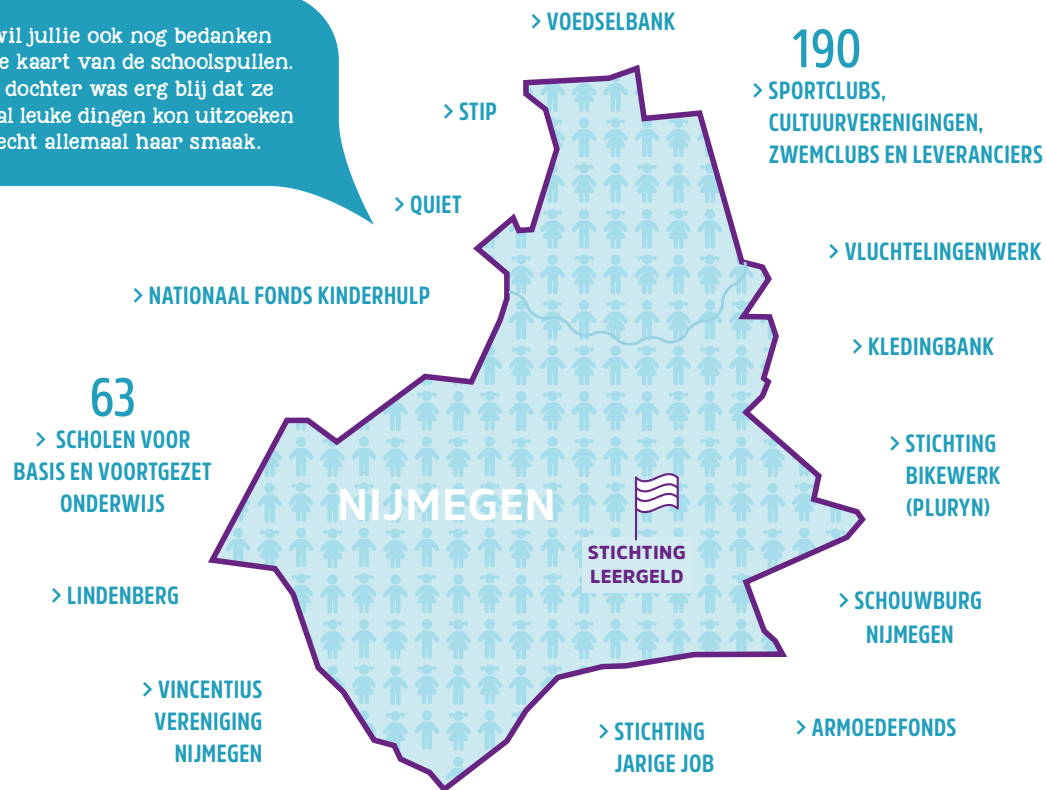 wil jullie ook nog bedanken
e kaart van de schoolspullen.
dochter was erg blij dat ze
al leuke dingen kon uitzoeken
echt allemaal haar smaak.
> VOEDSELBANK
190
> SPORTCLUBS,
CULTUURVERENIGINGEN,
ZWEMCLUBS EN LEVERANCIERS
> STIP
> QUIET
> VLUCHTELINGENWERK
> NATIONAAL FONDS KINDERHULP
> KLEDINGBANK
63
> SCHOLEN VOOR
BASIS EN VOORTGEZET
ONDERWIJS
> STICHTING
BIKEWERK
(PLURYN)
NIJMEGEN
STICHTING
LEERGELD
> LINDENBERG
> SCHOUWBURG
NIJMEGEN
> VINCENTIUS
VERENIGING
NIJMEGEN
> STICHTING
JARIGE JOB
> ARMOEDEFONDS